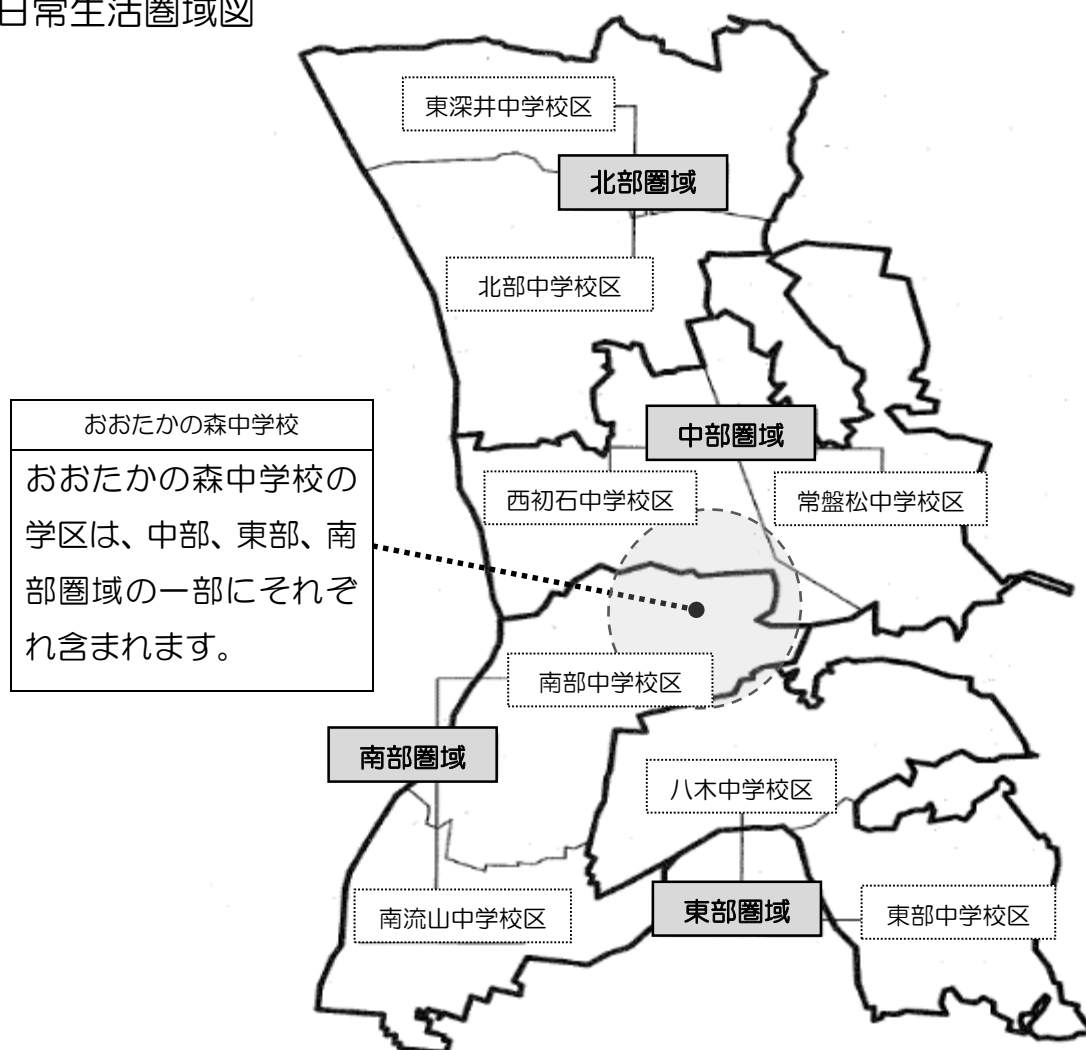 日常生活圏域図
東深井中学校区
北部圏域
北部中学校区
中部圏域
西初石中学校区
常盤松中学校区
おおたかの森中学校
おおたかの森中学校の
学区は、中部、東部、南
部圏域の一部にそれぞ
れ含まれます。
南部中学校区
南部圏域
八木中学校区
南流山中学校区
東部圏域
東部中学校区